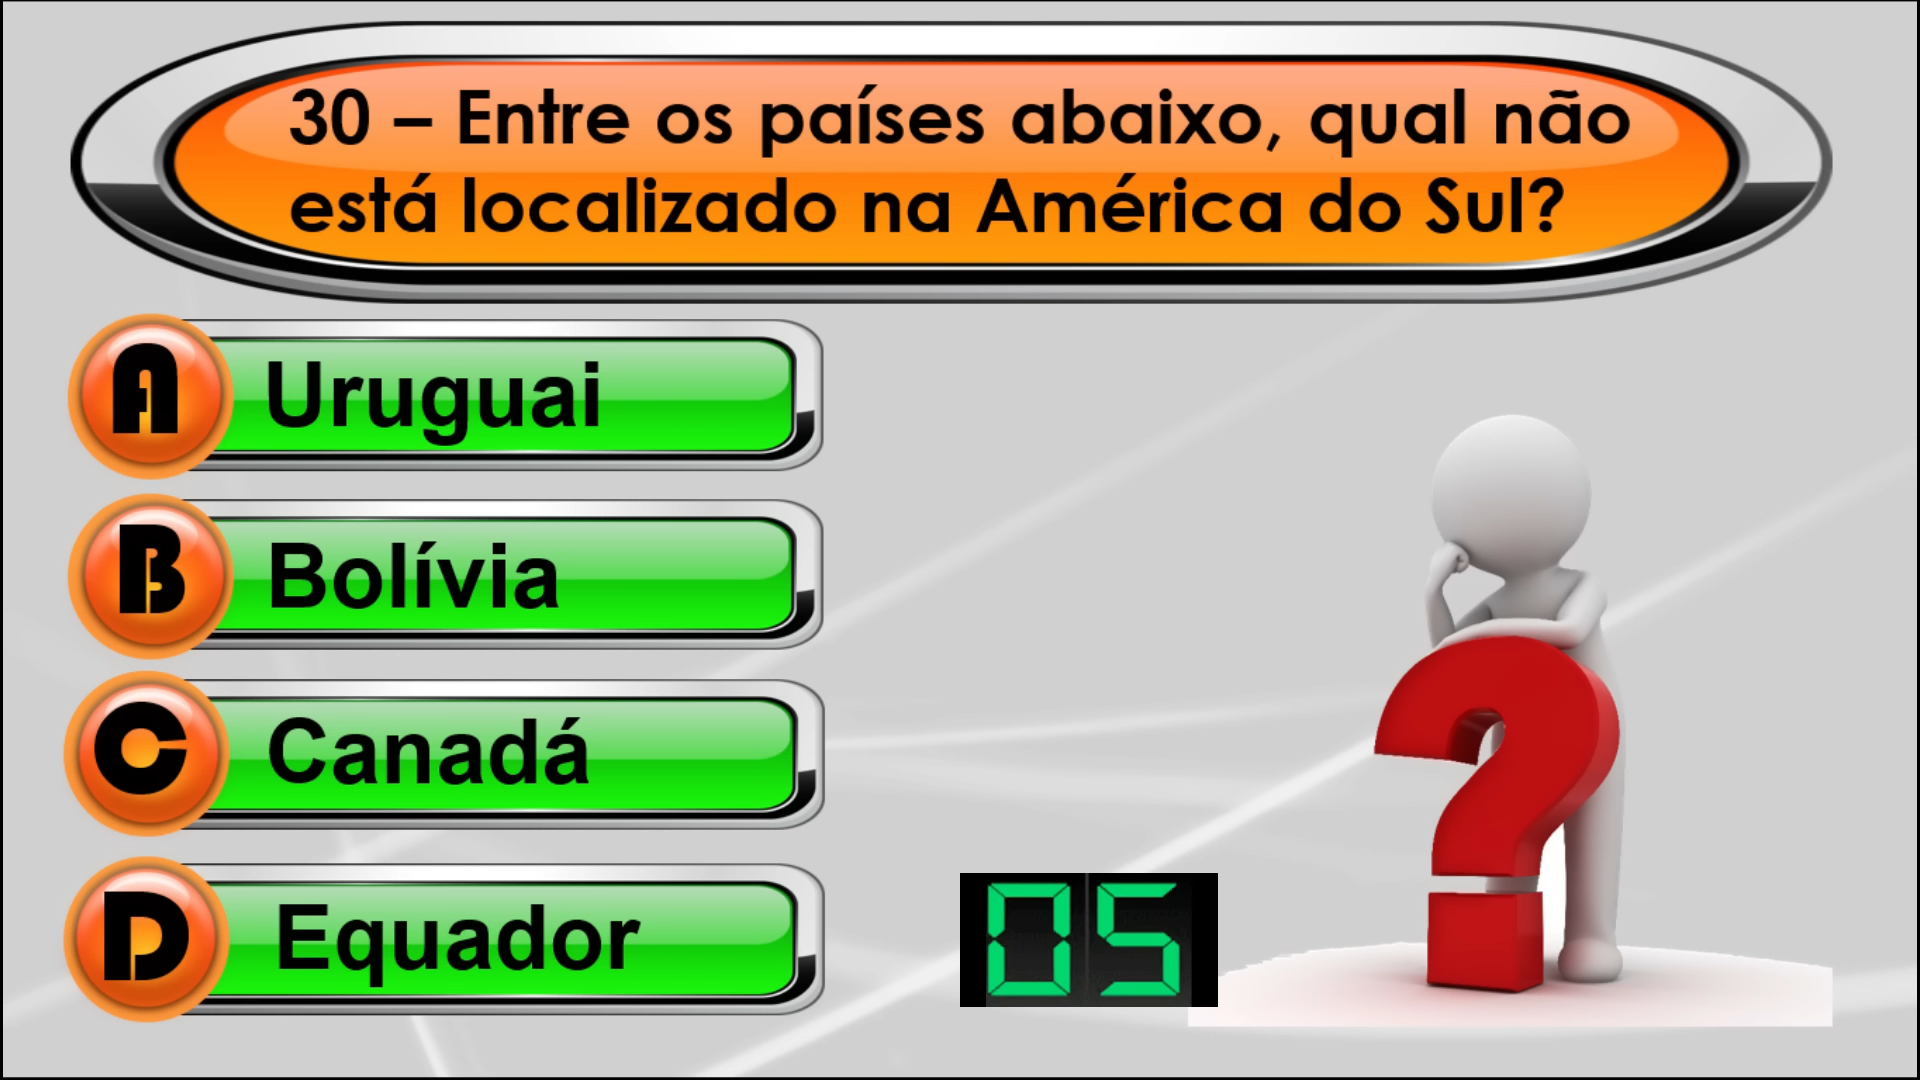 30 – Entre os países abaixo, qual não
está localizado na América do Sul?
A Uruguai
B Bolívia
C Canadá
D Equador
05